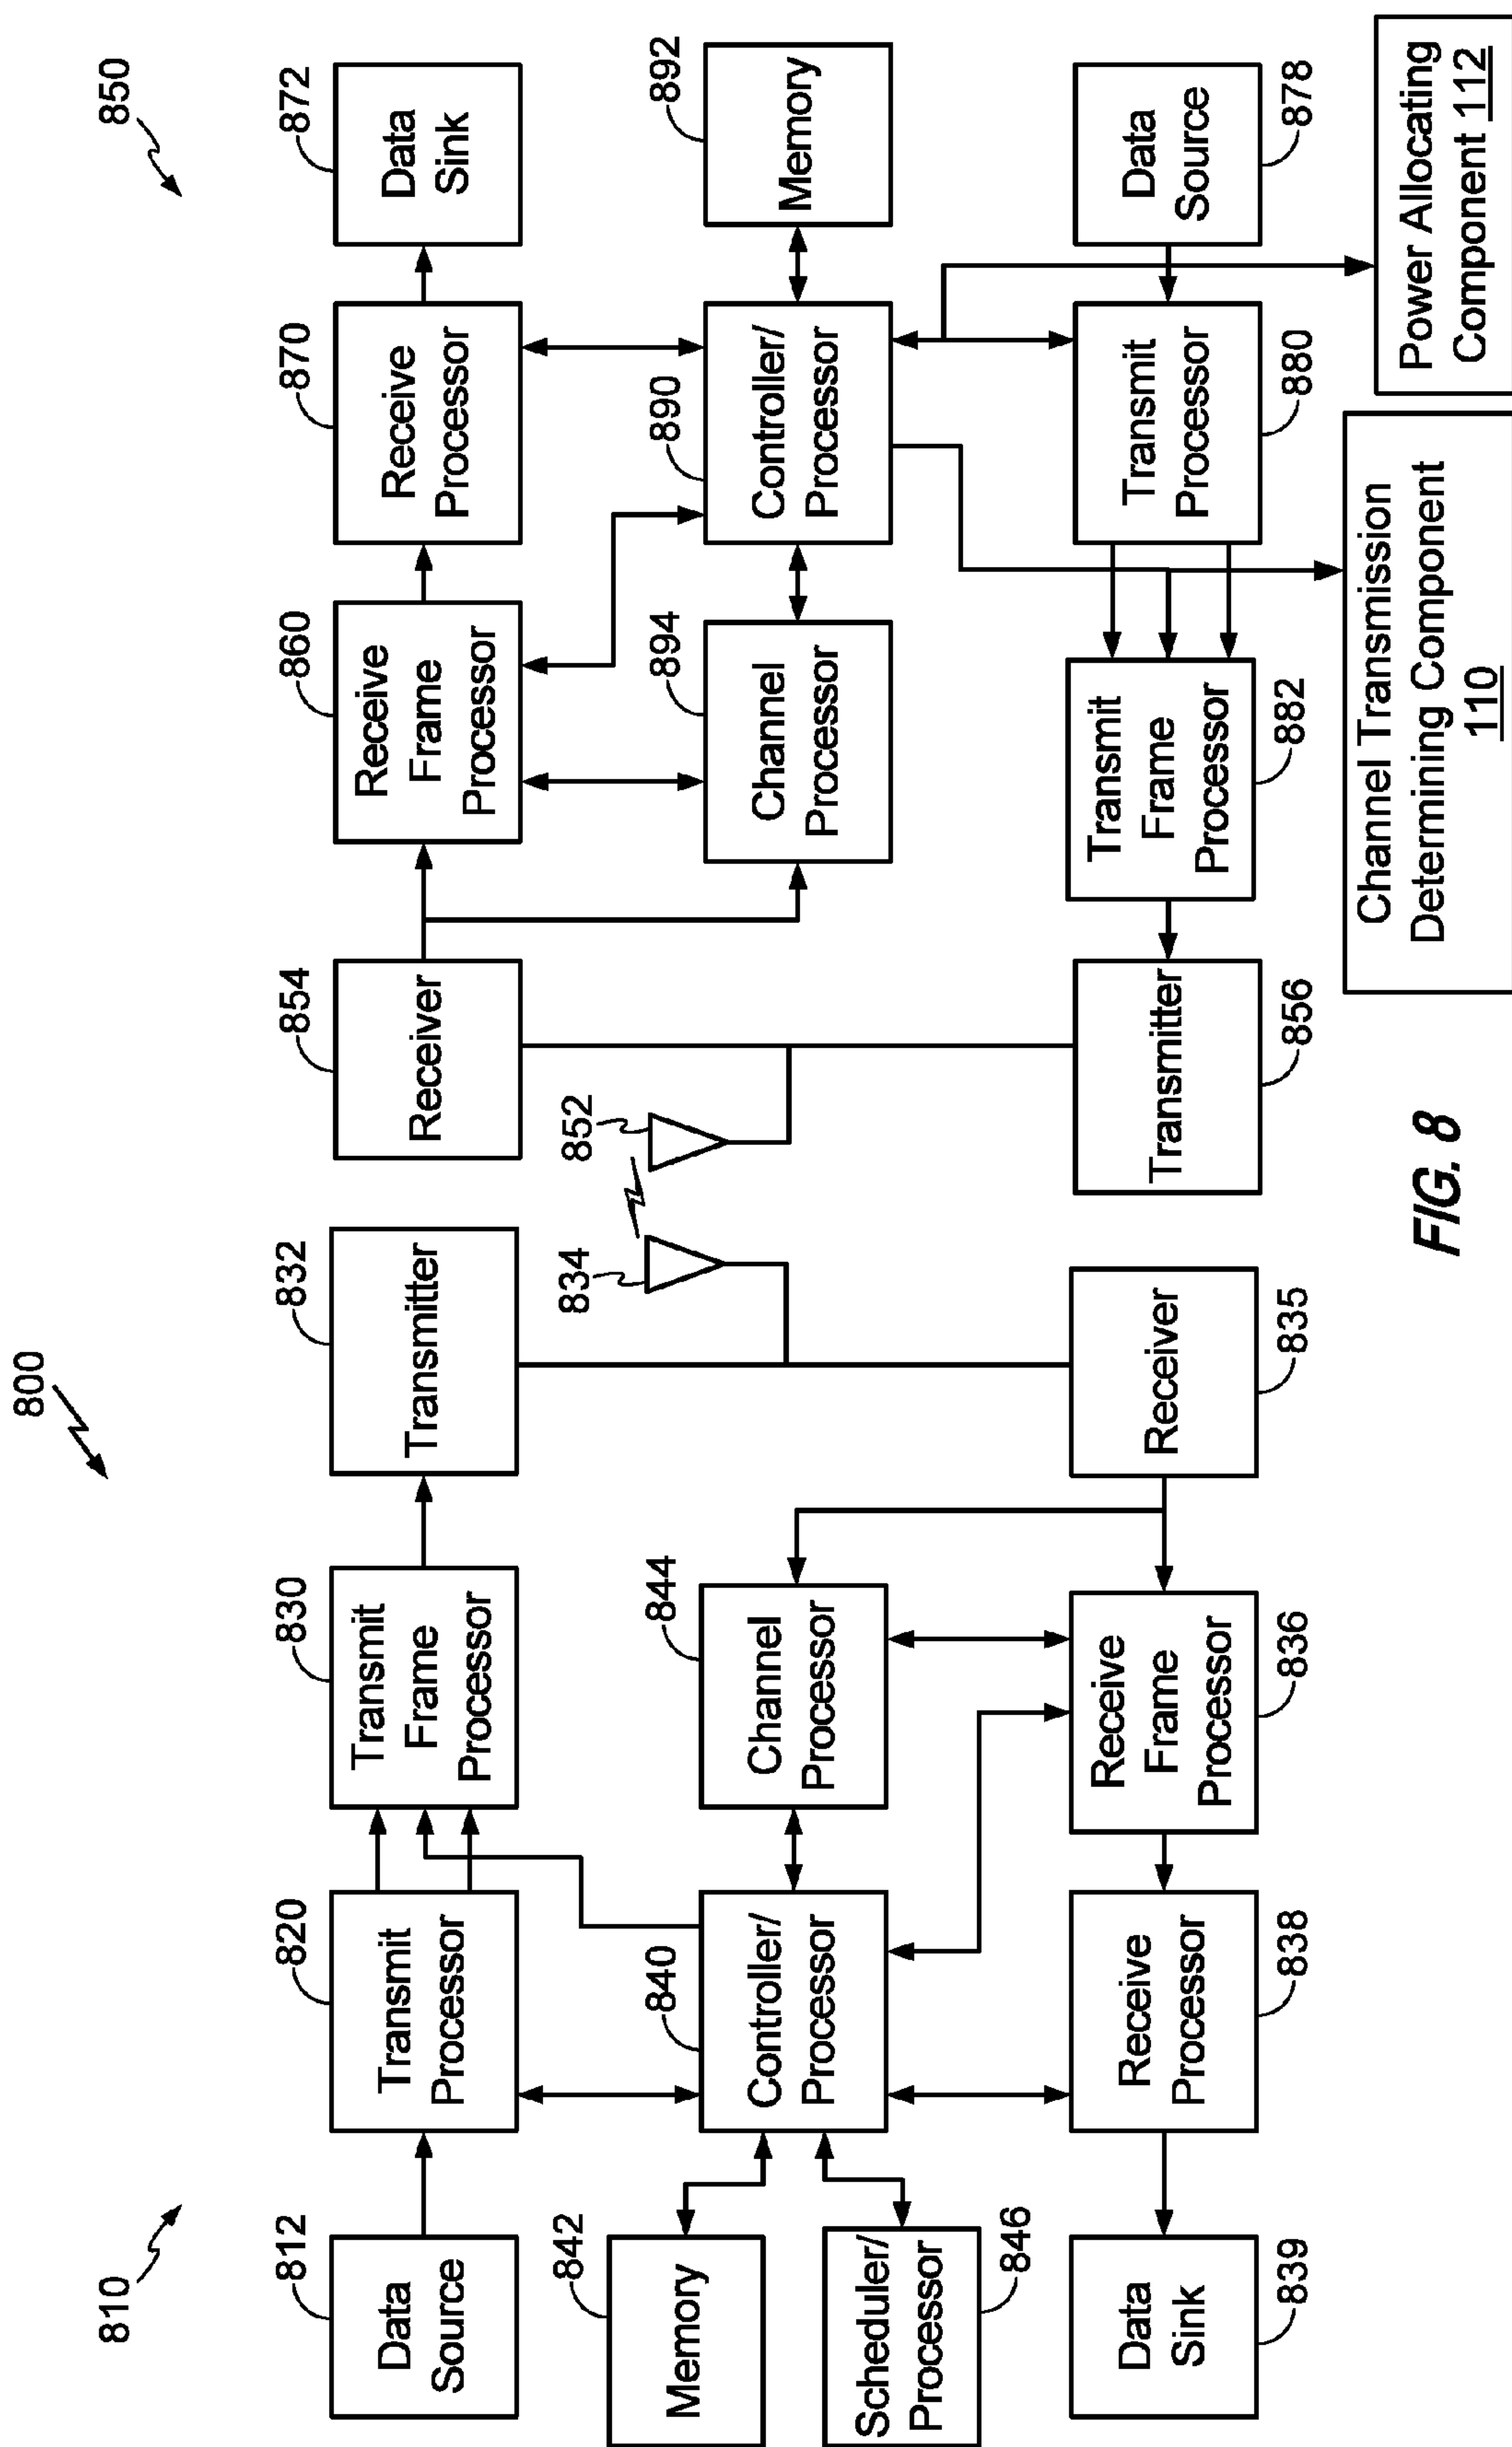 800
810
850
812
Data
Source
820
Transmit
Processor
830
Transmit
Frame
Processor
832
Transmitter
854
Receiver
860
Receive
Frame
Processor
870
Receive
Processor
872
Data
Sink
842
Memory
Scheduler/
Processor
846
840
Controller/
Processor
844
Channel
Processor
834
852
894
Channel
Processor
890
Controller/
Processor
892
Memory
Data
Sink
839
Receive
Processor
838
Receive
Frame
Processor
836
Receiver
835
Transmitter
856
Transmit
Frame
Processor
882
Transmit
Processor
880
Data
Source
878
Channel Transmission
Determining Component
110
Power Allocating
Component 112
FIG. 8